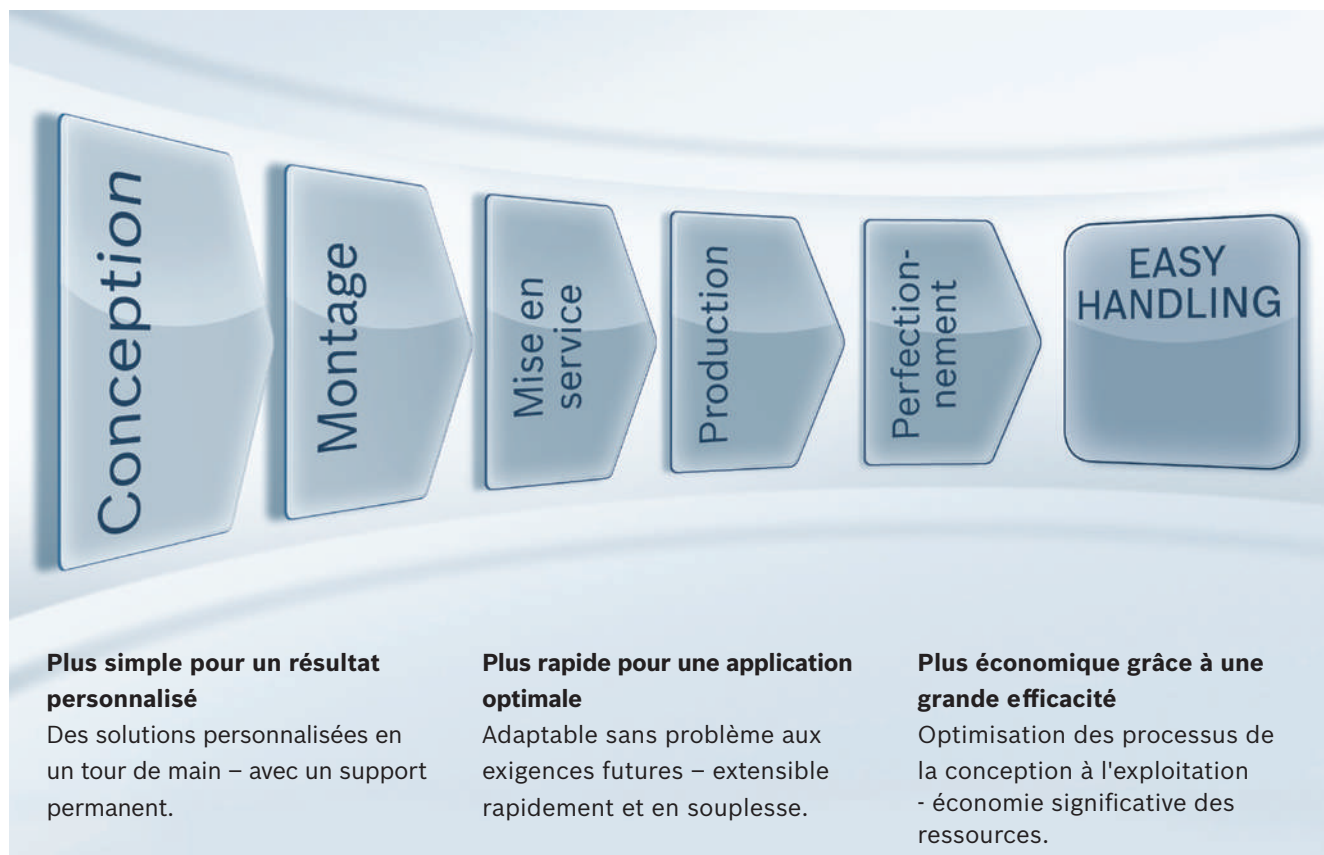 Conception
Montage
Mise en
service
Production
Perfection-
nement
EASY
HANDLING
Plus simple pour un résultat
personnalisé
Des solutions personnalisées en
un tour de main – avec un support
permanent.
Plus rapide pour une application
optimale
Adaptable sans problème aux
exigences futures – extensible
rapidement et en souplesse.
Plus économique grâce à une
grande efficacité
Optimisation des processus de
la conception à l'exploitation
- économie significative des
ressources.